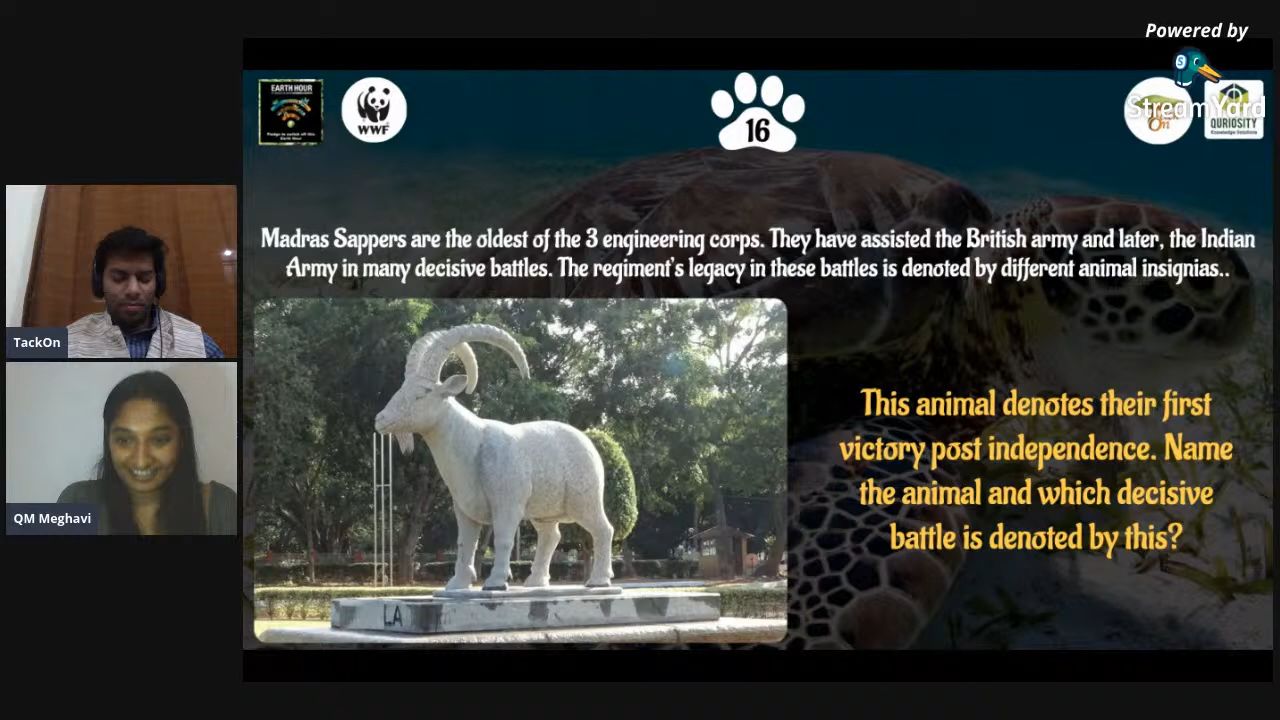 Powered by
StreamYard
EARTH HOUR
WWF
16
On
QURIOSITY
Knowledge Solutions
Madras Sappers are the oldest of the 3 engineering corps. They have assisted the British army and later, the Indian
Army in many decisive battles. The regiment's legacy in these battles is denoted by different animal insignias..
This animal denotes their first
victory post independence. Name
the animal and which decisive
battle is denoted by this?
LA
TackOn
QM Meghavi